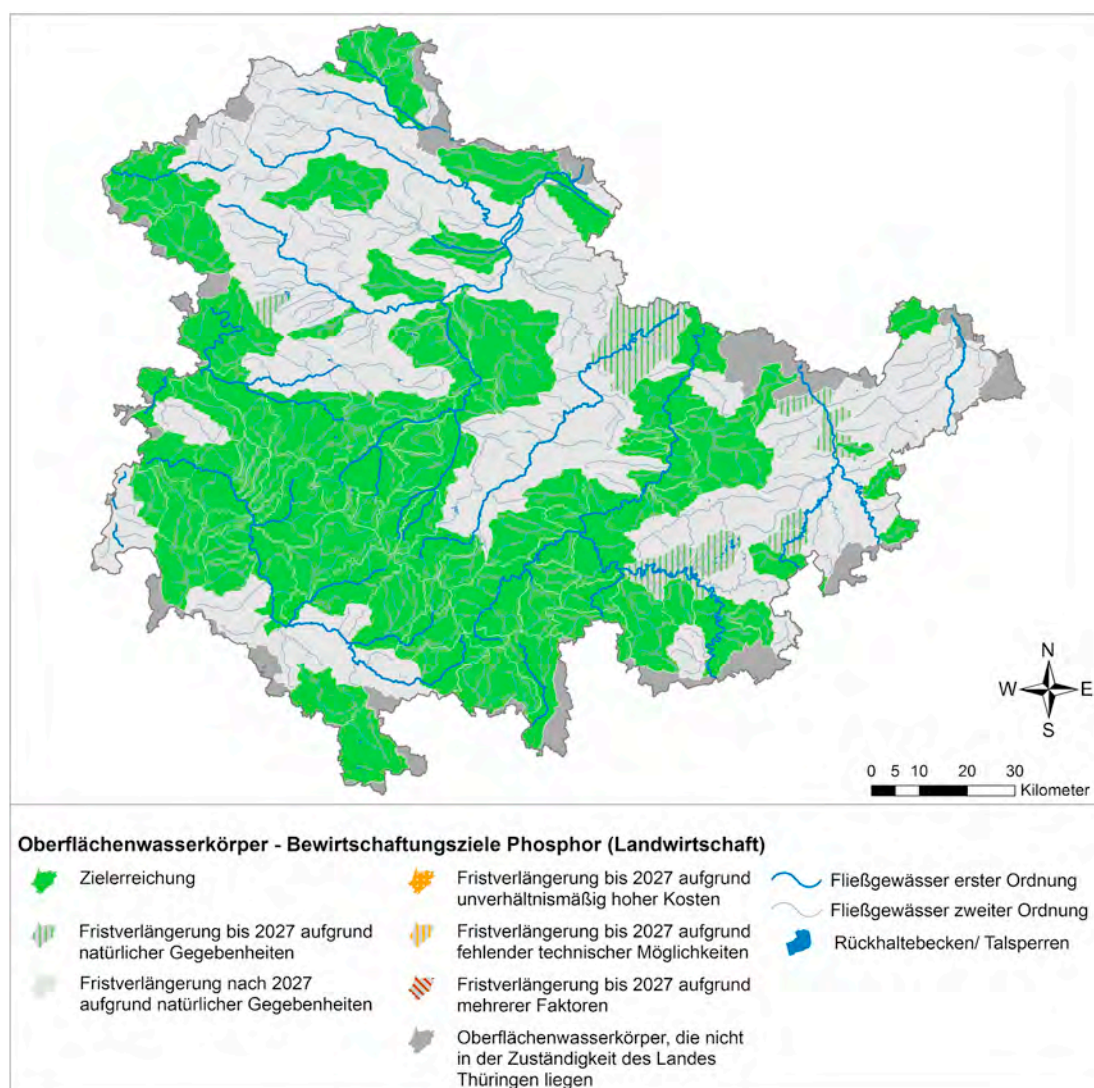 N
W
E
S
0 5 10 20 30
Kilometer
Oberflächenwasserkörper - Bewirtschaftungsziele Phosphor (Landwirtschaft)
Zielerreichung
Fristverlängerung bis 2027 aufgrund
natürlicher Gegebenheiten
Fristverlängerung nach 2027
aufgrund natürlicher Gegebenheiten
Fristverlängerung bis 2027 aufgrund
unverhältnismäßig hoher Kosten
Fristverlängerung bis 2027 aufgrund
fehlender technischer Möglichkeiten
Fristverlängerung bis 2027 aufgrund
mehrerer Faktoren
Oberflächenwasserkörper, die nicht
in der Zuständigkeit des Landes
Thüringen liegen
Fließgewässer erster Ordnung
Fließgewässer zweiter Ordnung
Rückhaltebecken/ Talsperren